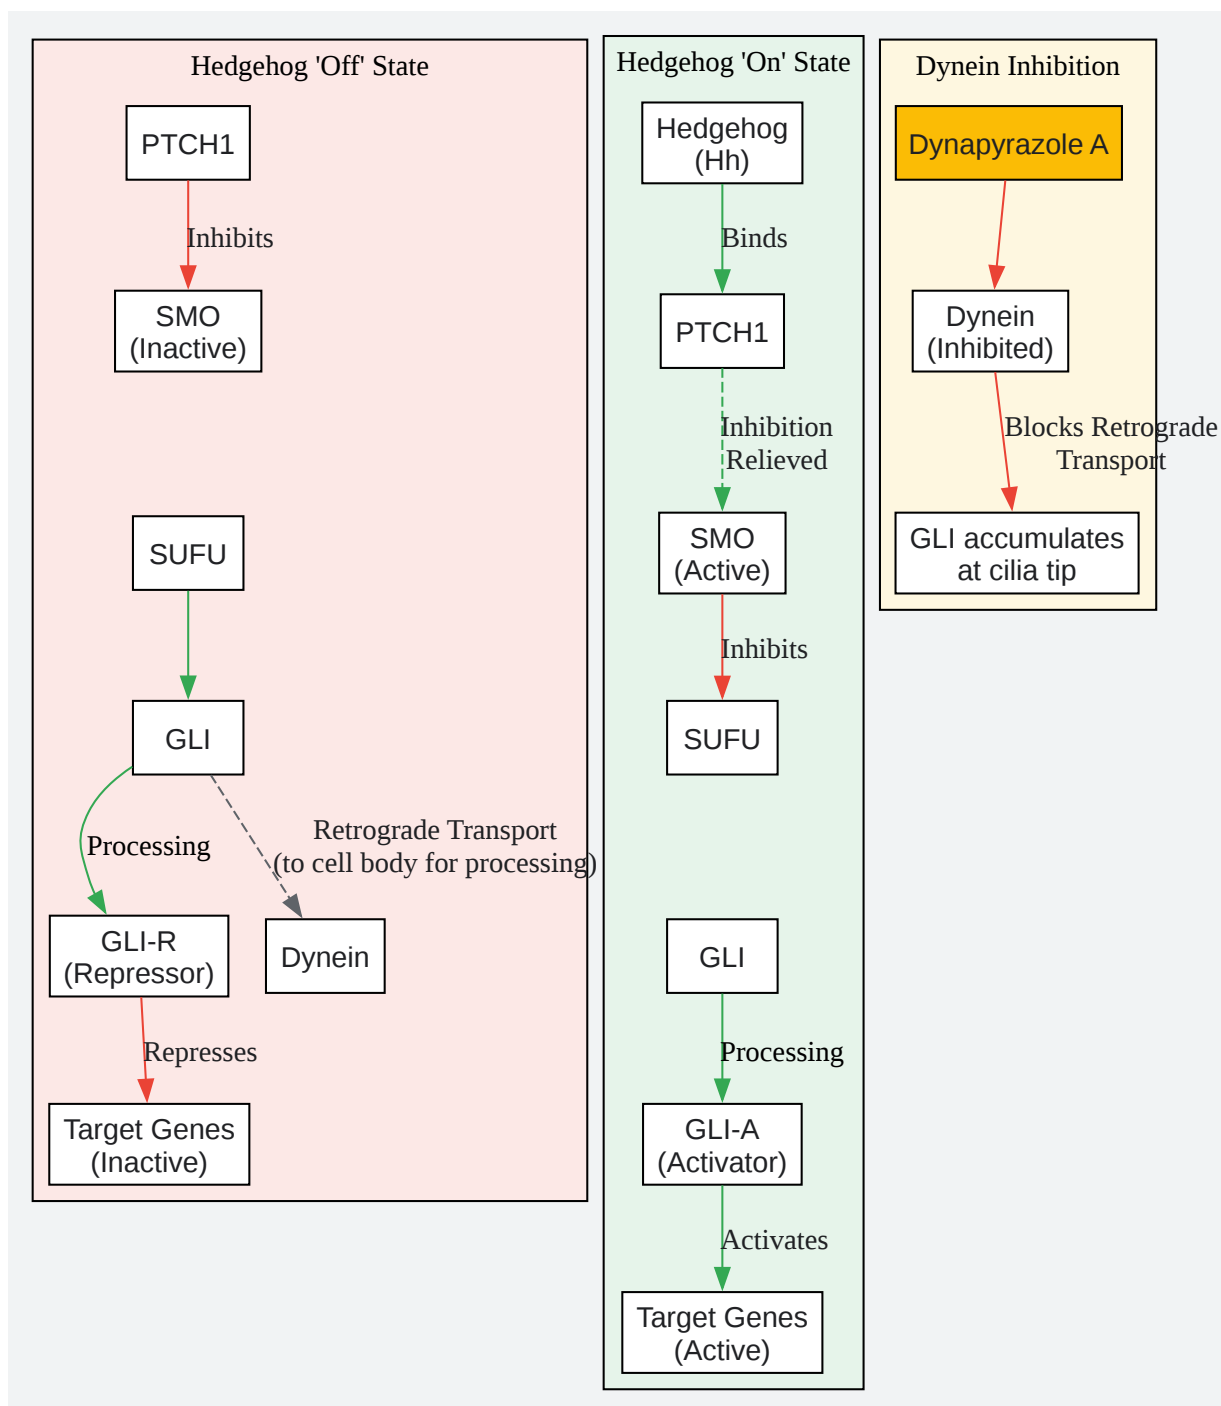 Hedgehog 'Off' State
PTCH1
Inhibits
SMO
(Inactive)
SUFU
GLI
Processing
Retrograde Transport
(to cell body for processing)
GLI-R
(Repressor)
Dynein
Represses
Target Genes
(Inactive)
Hedgehog 'On' State
Hedgehog
(Hh)
Binds
PTCH1
Inhibition
Relieved
SMO
(Active)
Inhibits
SUFU
GLI
Processing
GLI-A
(Activator)
Activates
Target Genes
(Active)
Dynein Inhibition
Dynapyrazole A
Dynein
(Inhibited)
Blocks Retrograde
Transport
GLI accumulates
at cilia tip